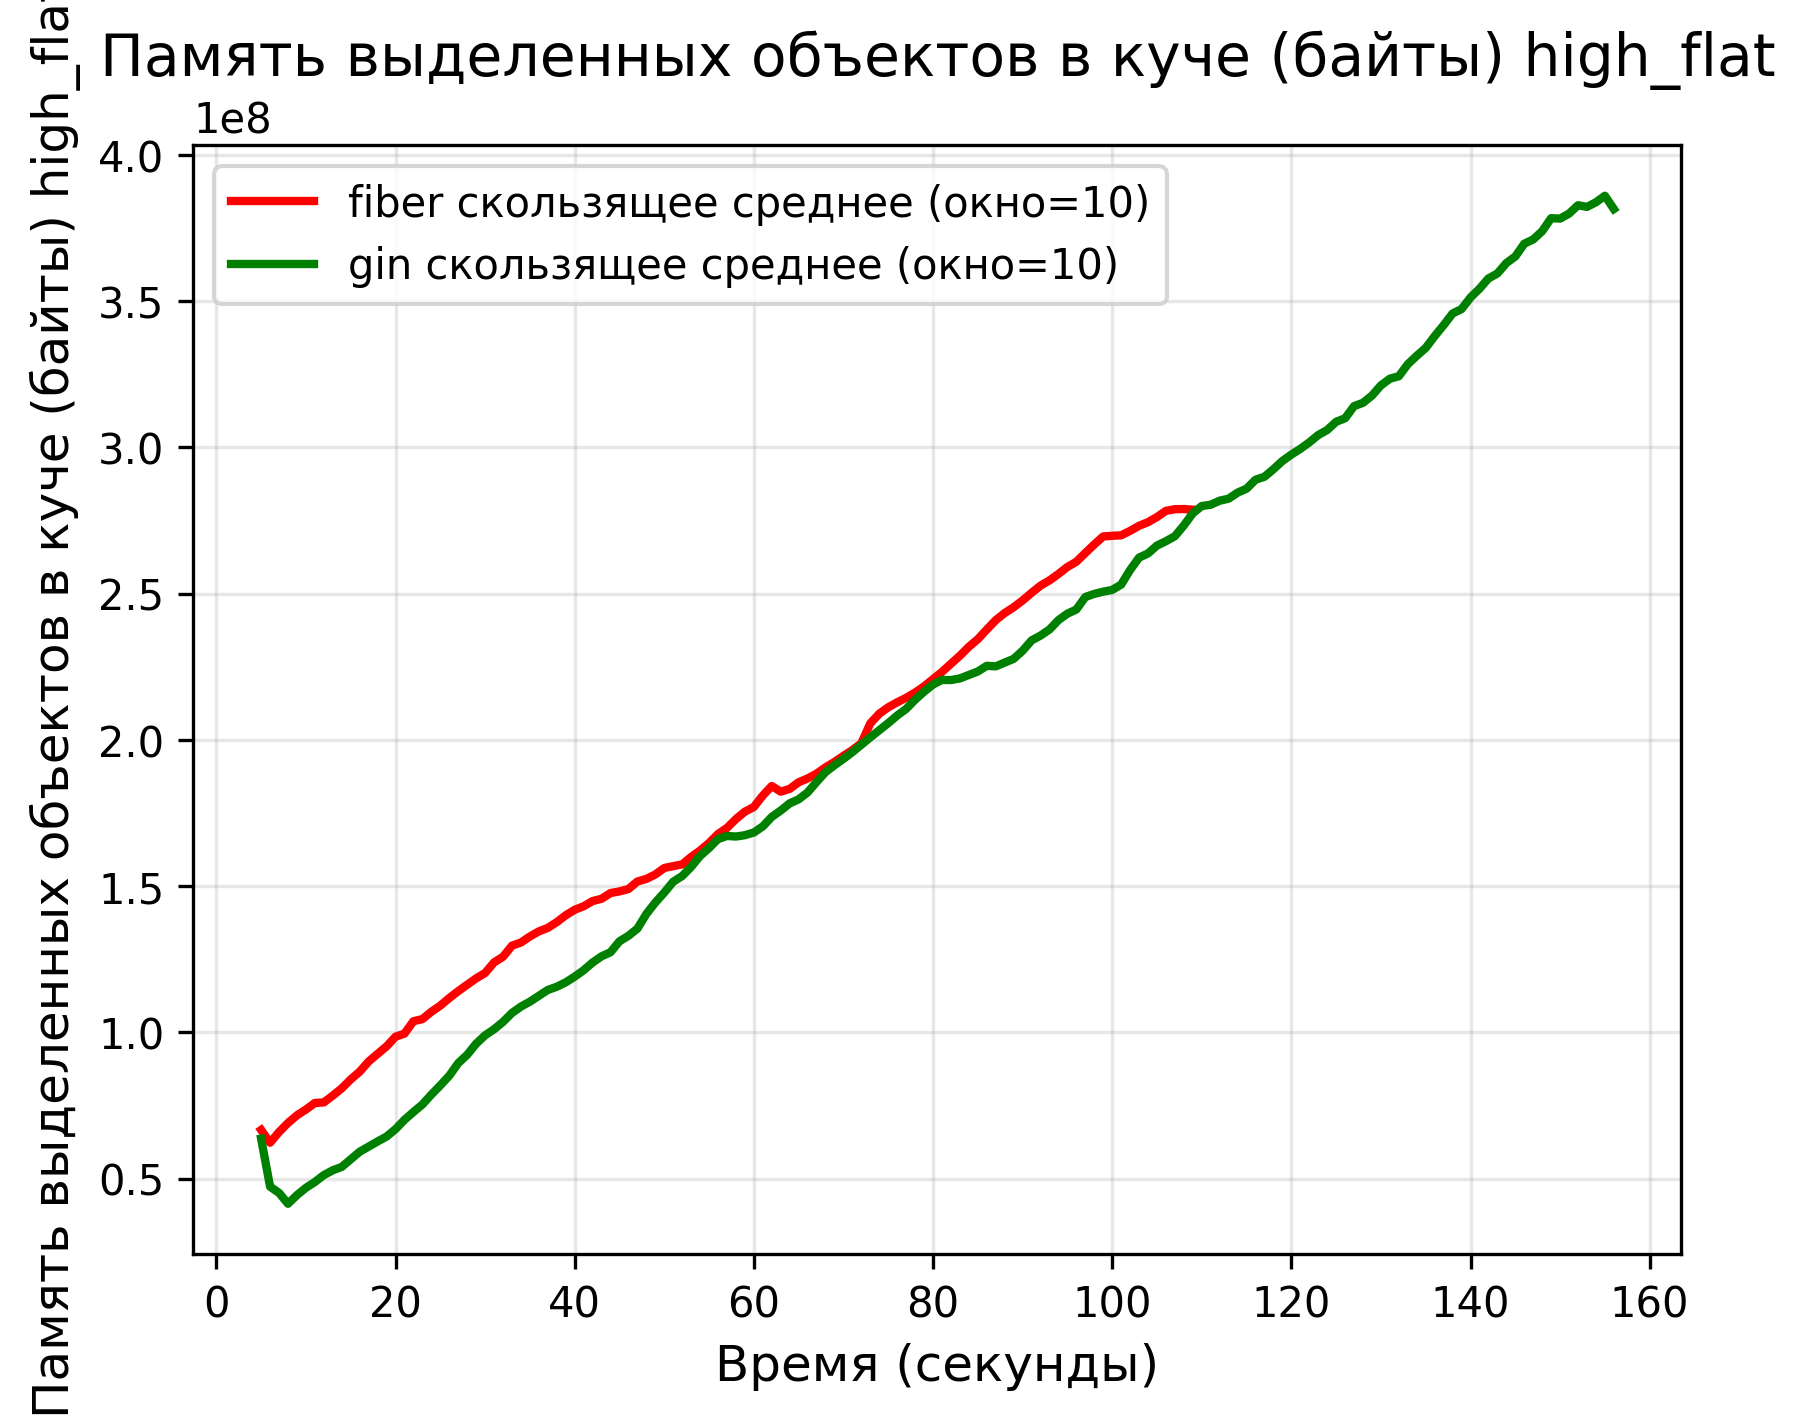 Память выделенных объектов в куче (байты) high_flat
1e8
4.0
3.5
3.0
2.5
2.0
1.5
1.0
0.5
fiber скользящее среднее (окно=10)
gin скользящее среднее (окно=10)
Память выделенных объектов в куче (байты) high_fla
0 20 40 60 80 100 120 140 160
Время (секунды)